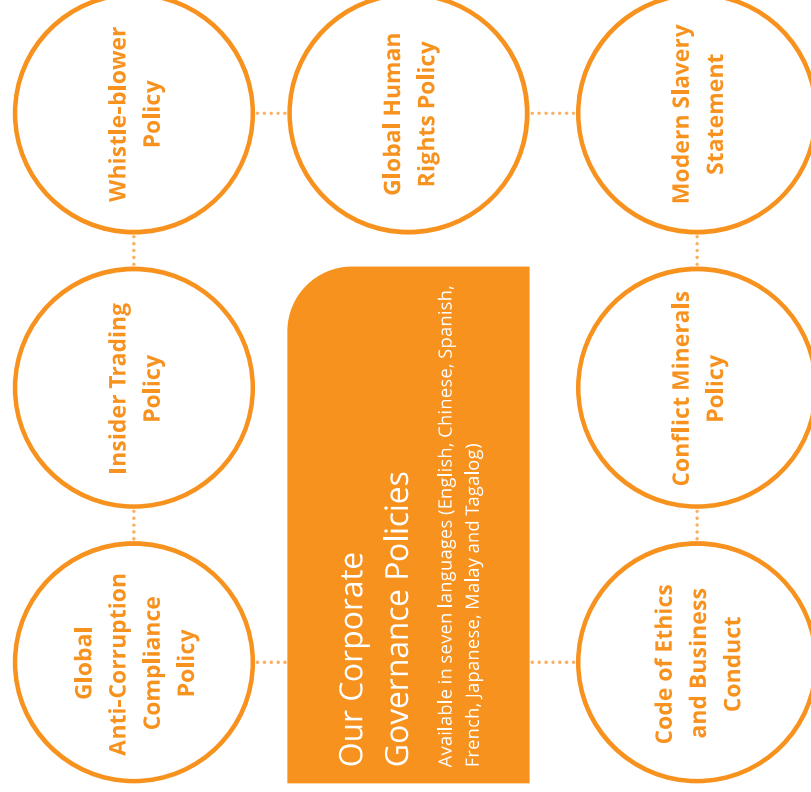 Global
Anti-Corruption
Compliance
Policy
Insider Trading
Policy
Whistle-blower
Policy
Our Corporate
Governance Policies
Available in seven languages (English, Chinese, Spanish,
French, Japanese, Malay and Tagalog)
Global Human
Rights Policy
Code of Ethics
and Business
Conduct
Conflict Minerals
Policy
Modern Slavery
Statement